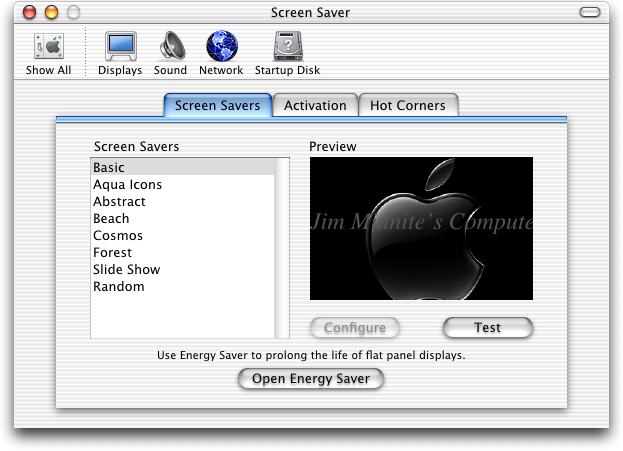 Screen Saver
Show All
Displays
Sound
Network
Startup Disk
Screen Savers
Activation
Hot Corners
Screen Savers
Basic
Aqua Icons
Abstract
Beach
Cosmos
Forest
Slide Show
Random
Preview
?
Jim Compute
Configure
Test
Use Energy Saver to prolong the life of flat panel displays.
Open Energy Saver